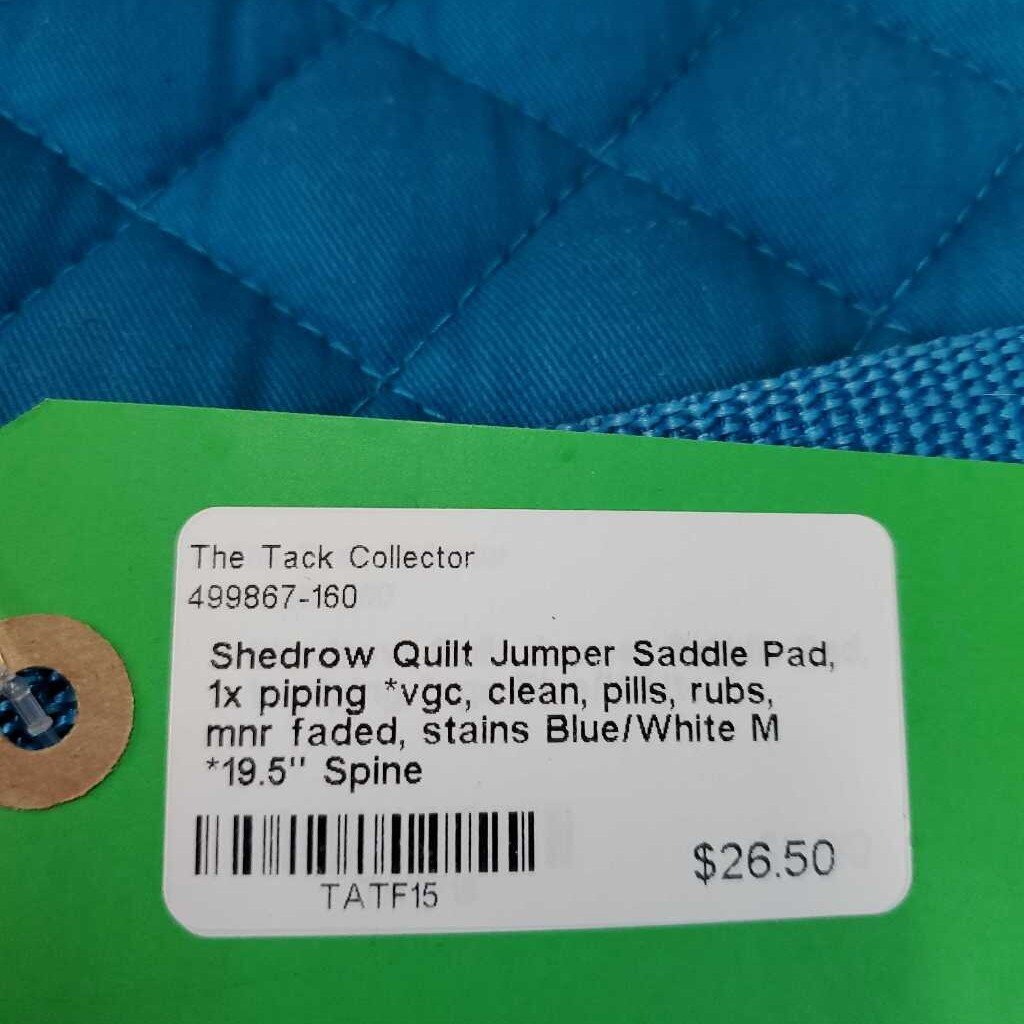 The Tack Collector
499867-160
Shedrow Quilt Jumper Saddle Pad,
1x piping *vgc, clean, pills, rubs,
mnr faded, stains Blue/White M
*19.5" Spine
TATF15
$26.50